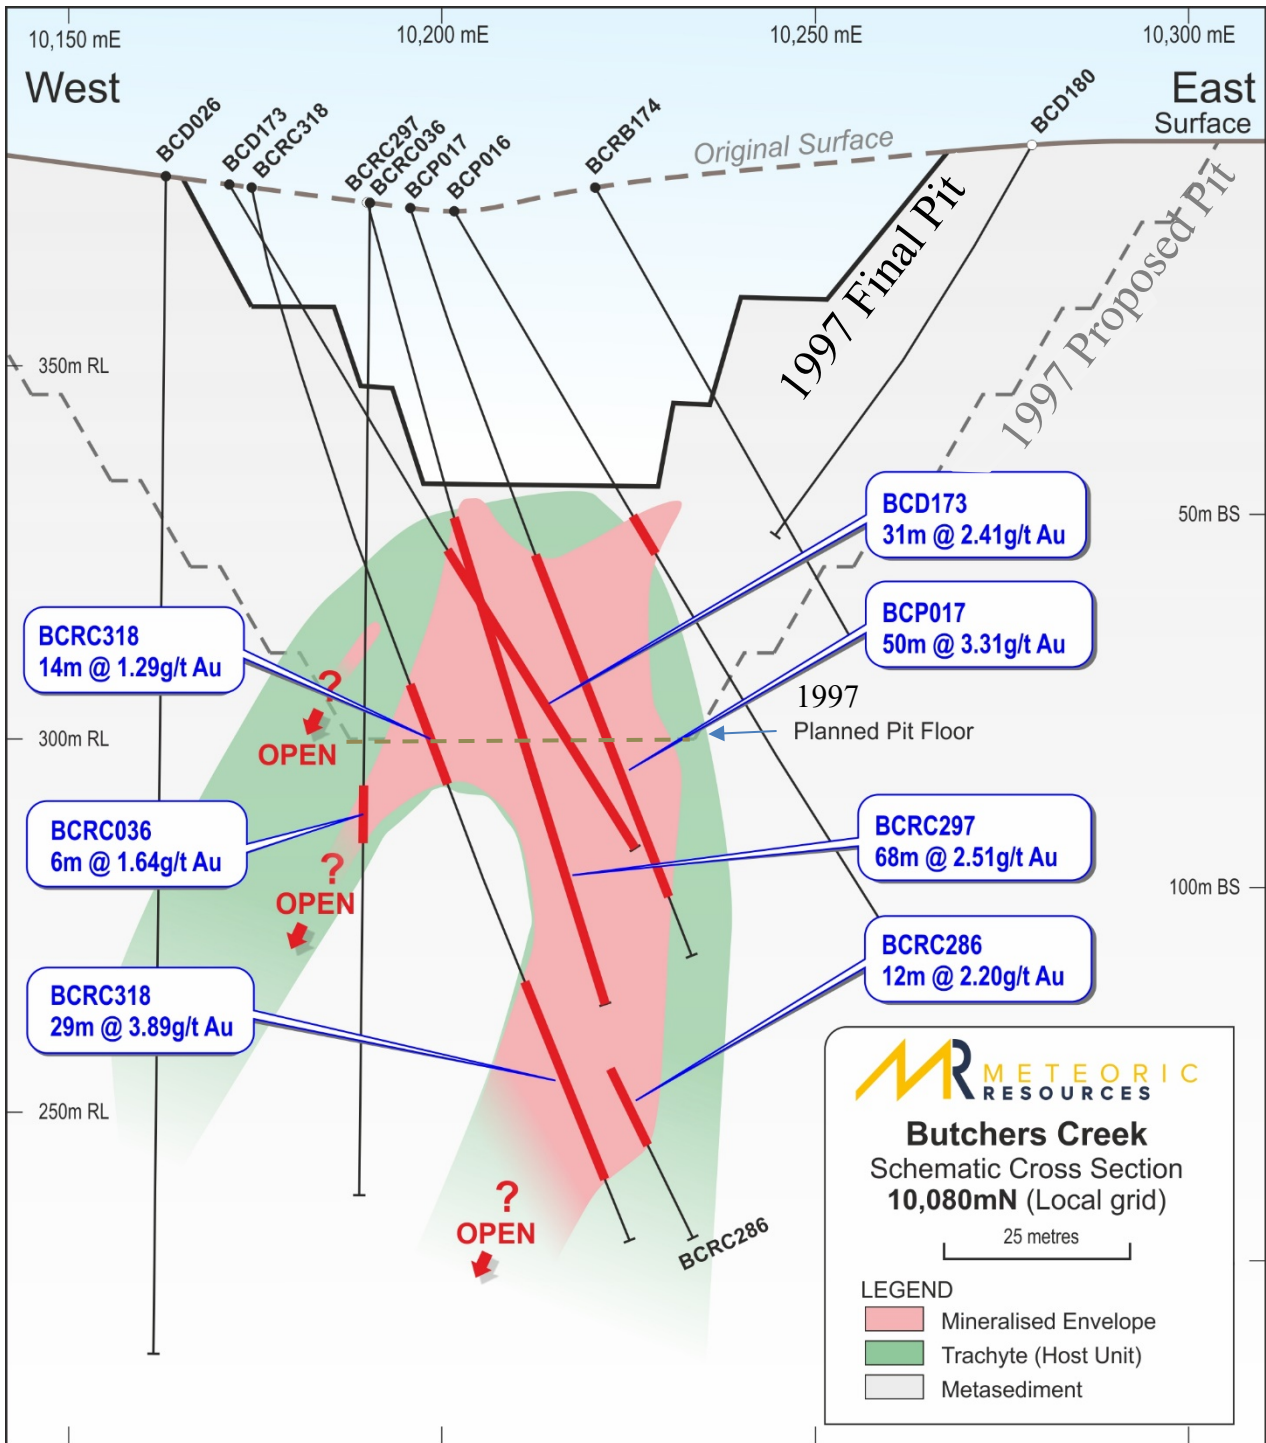 10,150 mE
10,200 mE
10,250 mE
10,300 mE
West
East
Surface
BCD026
BCD173
BCRC318
BCRC297
BCRC036
BCP017
BCP016
BCRB174
Original Surface
BCD180
1997 Final Pit
1997 Proposed Pit
350m RL
50m BS
BCD173
31m @ 2.41g/t Au
BCP017
50m @ 3.31g/t Au
BCRC318
14m @ 1.29g/t Au
?
OPEN
1997
Planned Pit Floor
300m RL
BCRC036
6m @ 1.64g/t Au
?
OPEN
BCRC297
68m @ 2.51g/t Au
100m BS
BCRC286
12m @ 2.20g/t Au
BCRC318
29m @ 3.89g/t Au
250m RL
?
OPEN
BCRC286
MR METEORIC
RESOURCES
Butchers Creek
Schematic Cross Section
10,080mN (Local grid)
25 metres
LEGEND
Mineralised Envelope
Trachyte (Host Unit)
Metasediment